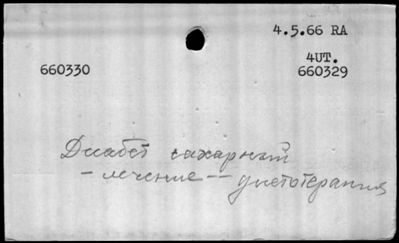 4.5.66 RA
4UT.
660330 660329
Диабет сахарный
- лечение -- диетотерапия